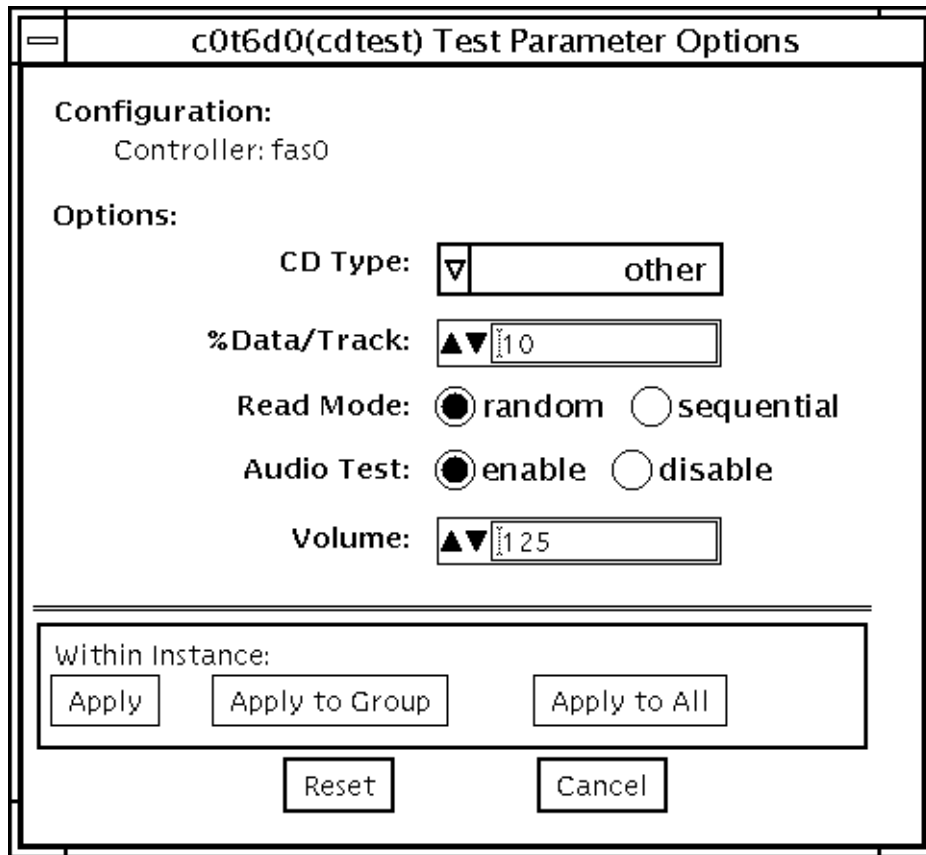 c0t6d0(cdtest) Test Parameter Options
Configuration:
Controller: fas0
Options:
CD Type: other
%Data/Track: 10
Read Mode: random sequential
Audio Test: enable disable
Volume: 125
Within Instance:
Apply Apply to Group Apply to All
Reset Cancel